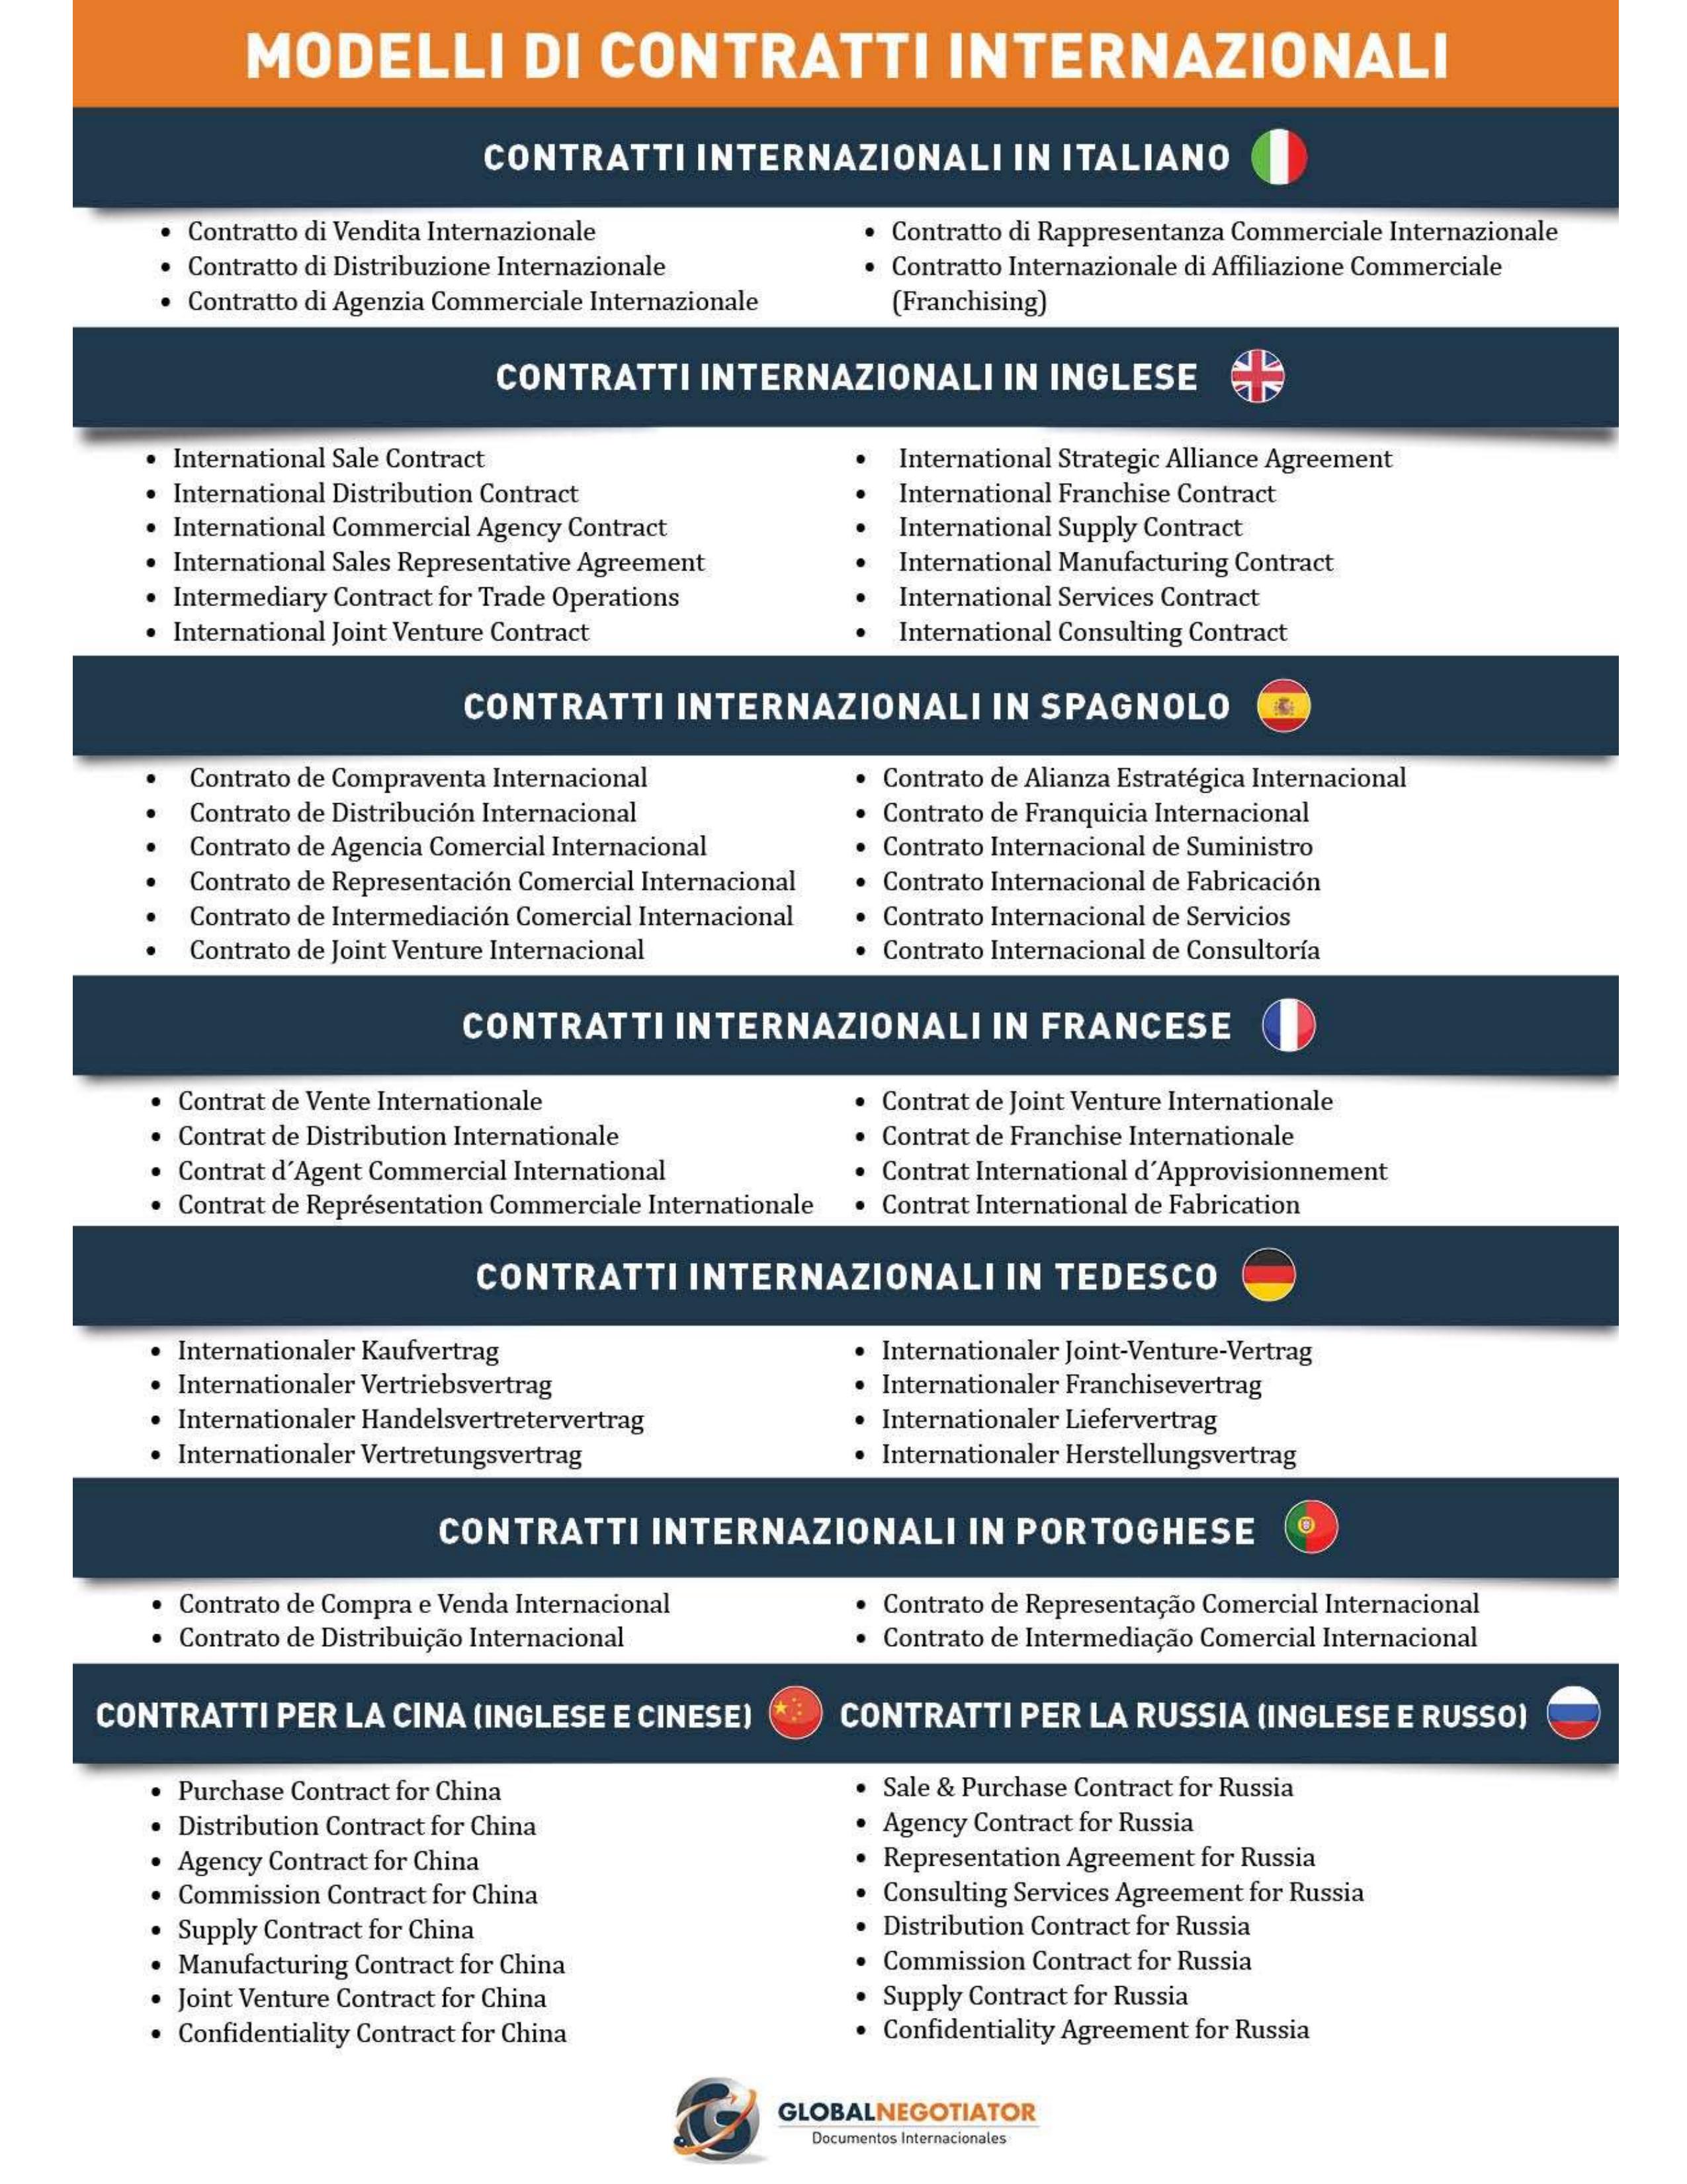 MODELLI DI CONTRATTI INTERNAZIONALI
CONTRATTI INTERNAZIONALI IN ITALIANO
• Contratto di Vendita Internazionale
• Contratto di Distribuzione Internazionale
• Contratto di Agenzia Commerciale Internazionale
• Contratto di Rappresentanza Commerciale Internazionale
• Contratto Internazionale di Affiliazione Commerciale
(Franchising)
CONTRATTI INTERNAZIONALI IN INGLESE
• International Sale Contract
• International Distribution Contract
• International Commercial Agency Contract
• International Sales Representative Agreement
• Intermediary Contract for Trade Operations
• International Joint Venture Contract
• International Strategic Alliance Agreement
• International Franchise Contract
• International Supply Contract
• International Manufacturing Contract
• International Services Contract
• International Consulting Contract
CONTRATTI INTERNAZIONALI IN SPAGNOLO
• Contrato de Compraventa Internacional
• Contrato de Distribución Internacional
• Contrato de Agencia Comercial Internacional
• Contrato de Representación Comercial Internacional
• Contrato de Intermediación Comercial Internacional
• Contrato de Joint Venture Internacional
• Contrato de Alianza Estratégica Internacional
• Contrato de Franquicia Internacional
• Contrato Internacional de Suministro
• Contrato Internacional de Fabricación
• Contrato Internacional de Servicios
• Contrato Internacional de Consultoría
CONTRATTI INTERNAZIONALI IN FRANCESE
• Contrat de Vente Internationale
• Contrat de Distribution Internationale
• Contrat d´Agent Commercial International
• Contrat de Représentation Commerciale Internationale
• Contrat de Joint Venture Internationale
• Contrat de Franchise Internationale
• Contrat International d´Approvisionnement
• Contrat International de Fabrication
CONTRATTI INTERNAZIONALI IN TEDESCO
• Internationaler Kaufvertrag
• Internationaler Vertriebsvertrag
• Internationaler Handelsvertretervertrag
• Internationaler Vertretungsvertrag
• Internationaler Joint-Venture-Vertrag
• Internationaler Franchisevertrag
• Internationaler Liefervertrag
• Internationaler Herstellungsvertrag
CONTRATTI INTERNAZIONALI IN PORTOGHESE
• Contrato de Compra e Venda Internacional
• Contrato de Distribuição Internacional
• Contrato de Representação Comercial Internacional
• Contrato de Intermediação Comercial Internacional
CONTRATTI PER LA CINA (INGLESE E CINESE)
• Purchase Contract for China
• Distribution Contract for China
• Agency Contract for China
• Commission Contract for China
• Supply Contract for China
• Manufacturing Contract for China
• Joint Venture Contract for China
• Confidentiality Contract for China
CONTRATTI PER LA RUSSIA (INGLESE E RUSSO)
• Sale & Purchase Contract for Russia
• Agency Contract for Russia
• Representation Agreement for Russia
• Consulting Services Agreement for Russia
• Distribution Contract for Russia
• Commission Contract for Russia
• Supply Contract for Russia
• Confidentiality Agreement for Russia
GLOBALNEGOTIATOR
Documentos Internacionales